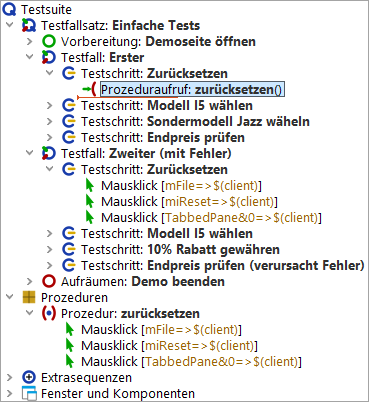 Testsuite
Testfallsatz: Einfache Tests
Vorbereitung: Demoseite öffnen
Testfall: Erster
Testschritt: Zurücksetzen
Prozeduraufruf: zurücksetzen()
Testschritt: Modell I5 wählen
Testschritt: Sondermodell Jazz wäheln
Testschritt: Endpreis prüfen
Testfall: Zweiter (mit Fehler)
Testschritt: Zurücksetzen
Mausklick [mFile=>$(client)]
Mausklick [miReset=>$(client)]
Mausklick [TabbedPane&0=>$(client)]
Testschritt: Modell I5 wählen
Testschritt: 10% Rabatt gewähren
Testschritt: Endpreis prüfen (verursacht Fehler)
Aufräumen: Demo beenden
Prozeduren
Prozedur: zurücksetzen
Mausklick [mFile=>$(client)]
Mausklick [miReset=>$(client)]
Mausklick [TabbedPane&0=>$(client)]
Extrasequenzen
Fenster und Komponenten